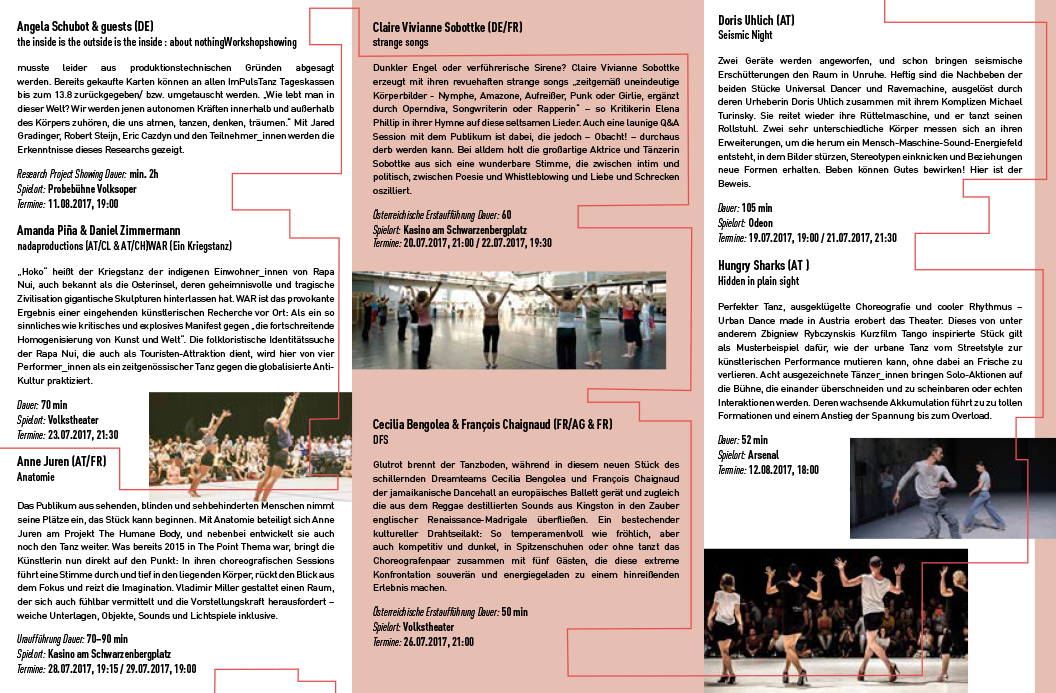 Angela Schubot & guests (DE)
the inside is the outside is the inside : about nothingWorkshopshowing
musste leider aus produktionstechnischen Gründen abgesagt
werden. Bereits gekaufte Karten können an allen ImPulsTanz Tageskassen
bis zum 13.8 zurückgegeben/ bzw. umgetauscht werden. „Wie lebt man in
dieser Welt? Wir werden jenen autonomen Kräften innerhalb und außerhalb
des Körpers zuhören, die uns atmen, tanzen, denken, träumen.“ Mit Jared
Gradinger, Robert Steijn, Eric Cazdyn und den Teilnehmer_innen werden die
Erkenntnisse dieses Researchs gezeigt.
Research Project Showing Dauer: min. 2h
Spielort: Probebühne Volksoper
Termine: 11.08.2017, 19:00
Amanda Piña & Daniel Zimmermann
nadaproductions (AT/CL & AT/CH)WAR (Ein Kriegstanz)
„Hoko“ heißt der Kriegstanz der indigenen Einwohner_innen von Rapa
Nui, auch bekannt als die Osterinsel, deren geheimnisvolle und tragische
Zivilisation gigantische Skulpturen hinterlassen hat. WAR ist das provokante
Ergebnis einer eingehenden künstlerischen Recherche vor Ort: Als ein so
sinnliches wie kritisches und explosives Manifest gegen „die fortschreitende
Homogenisierung von Kunst und Welt“. Die folkloristische Identitätssuche
der Rapa Nui, die auch als Touristen-Attraktion dient, wird hier von vier
Performer_innen als ein zeitgenössischer Tanz gegen die globalisierte Anti-
Kultur praktiziert.
Dauer: 70 min
Spielort: Volkstheater
Termine: 23.07.2017, 21:30
Anne Juren (AT/FR)
Anatomie
Das Publikum aus sehenden, blinden und sehbehinderten Menschen nimmt
seine Plätze ein, das Stück kann beginnen. Mit Anatomie beteiligt sich Anne
Juren am Projekt The Humane Body, und nebenbei entwickelt sie auch
noch den Tanz weiter. Was bereits 2015 in The Point Thema war, bringt die
Künstlerin nun direkt auf den Punkt: In ihren choreografischen Sessions
führt eine Stimme durch und tief in den liegenden Körper, rückt den Blick aus
dem Fokus und reizt die Imagination. Vladimir Miller gestaltet einen Raum,
der sich auch fühlbar vermittelt und die Vorstellungskraft herausfordert –
weiche Unterlagen, Objekte, Sounds und Lichtspiele inklusive.
Uraufführung Dauer: 70–90 min
Spielort: Kasino am Schwarzenbergplatz
Termine: 28.07.2017, 19:15 / 29.07.2017, 19:00
Claire Vivianne Sobottke (DE/FR)
strange songs
Dunkler Engel oder verführerische Sirene? Claire Vivianne Sobottke
erzeugt mit ihren revuehaften strange songs „zeitgemäß uneindeutige
Körperbilder - Nymphe, Amazone, Aufreißer, Punk oder Girlie, ergänzt
durch Operndiva, Songwriterin oder Rapperin“ – so Kritikerin Elena
Phillip in ihrer Hymne auf diese seltsamen Lieder. Auch eine launige Q&A
Session mit dem Publikum ist dabei, die jedoch – Obacht! – durchaus
derb werden kann. Bei alldem holt die großartige Aktrice und Tänzerin
Sobottke aus sich eine wunderbare Stimme, die zwischen intim und
politisch, zwischen Poesie und Whistleblowing und Liebe und Schrecken
oszilliert.
Österreichische Erstaufführung Dauer: 60
Spielort: Kasino am Schwarzenbergplatz
Termine: 20.07.2017, 21:00 / 22.07.2017, 19:30
Cecilia Bengolea & François Chaignaud (FR/AG & FR)
DFS
Glutrot brennt der Tanzboden, während in diesem neuen Stück des
schillernden Dreamteams Cecilia Bengolea und François Chaignaud
der jamaikanische Dancehall an europäisches Ballett gerät und zugleich
die aus dem Reggae destillierten Sounds aus Kingston in den Zauber
englischer Renaissance-Madrigale überfließen. Ein bestechender
kultureller Drahtseilakt: So temperamentvoll wie fröhlich, aber
auch kompetitiv und dunkel, in Spitzenschuhen oder ohne tanzt das
Choreografenpaar zusammen mit fünf Gästen, die diese extreme
Konfrontation souverän und energiegeladen zu einem hinreißenden
Erlebnis machen.
Österreichische Erstaufführung Dauer: 50 min
Spielort: Volkstheater
Termine: 26.07.2017, 21:00
Doris Uhlich (AT)
Seismic Night
Zwei Geräte werden angeworfen, und schon bringen seismische
Erschütterungen den Raum in Unruhe. Heftig sind die Nachbeben der
beiden Stücke Universal Dancer und Ravemachine, ausgelöst durch
deren Urheberin Doris Uhlich zusammen mit ihrem Komplizen Michael
Turinsky. Sie reitet wieder ihre Rüttelmaschine, und er tanzt seinen
Rollstuhl. Zwei sehr unterschiedliche Körper messen sich an ihren
Erweiterungen, um die herum ein Mensch-Maschine-Sound-Energiefeld
entsteht, in dem Bilder stürzen, Stereotypen einknicken und Beziehungen
neue Formen erhalten. Beben können Gutes bewirken! Hier ist der
Beweis.
Dauer: 105 min
Spielort: Odeon
Termine: 19.07.2017, 19:00 / 21.07.2017, 21:30
Hungry Sharks (AT )
Hidden in plain sight
Perfekter Tanz, ausgeklügelte Choreografie und cooler Rhythmus –
Urban Dance made in Austria erobert das Theater. Dieses von unter
anderem Zbigniew Rybczynskis Kurzfilm Tango inspirierte Stück gilt
als Musterbeispiel dafür, wie der urbane Tanz vom Streetstyle zur
künstlerischen Performance mutieren kann, ohne dabei an Frische zu
verlieren. Acht ausgezeichnete Tänzer_innen bringen Solo-Aktionen auf
die Bühne, die einander überschneiden und zu scheinbaren oder echten
Interaktionen werden. Deren wachsende Akkumulation führt zu zu tollen
Formationen und einem Anstieg der Spannung bis zum Overload.
Dauer: 52 min
Spielort: Arsenal
Termine: 12.08.2017, 18:00